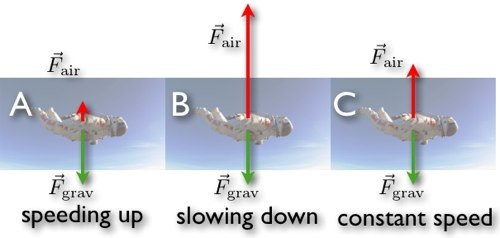 F⃗air
F⃗air
F⃗air
A
B
C
F⃗grav
F⃗grav
F⃗grav
speeding up
slowing down
constant speed